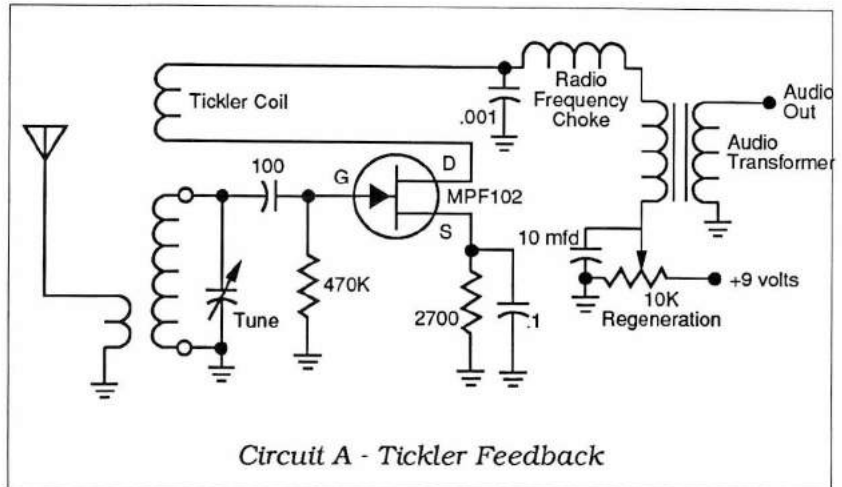 Tickler Coil
.001
Radio
Frequency
Choke
Audio
Out
Audio
Transformer
100
G
D
MPF102
S
470K
Tune
2700
.1
10 mfd
+9 volts
10K
Regeneration
Circuit A - Tickler Feedback